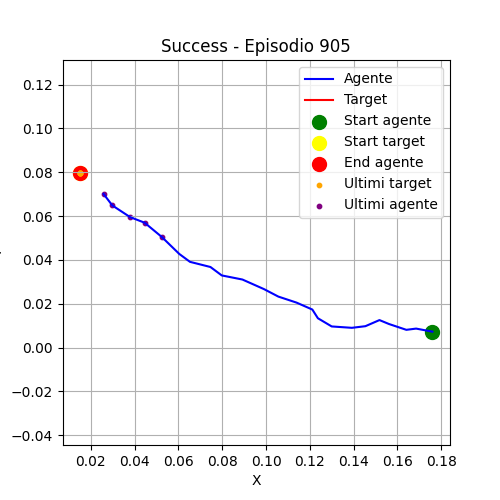 Success - Episodio 905
Agente
Target
Start agente
Start target
End agente
Ultimi target
Ultimi agente
0.12
0.10
0.08
0.06
0.04
0.02
0.00
−0.02
−0.04
0.02 0.04 0.06 0.08 0.10 0.12 0.14 0.16 0.18
X